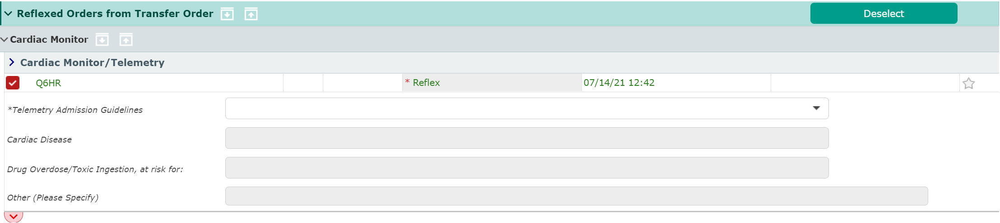 Reflexed Orders from Transfer Order Deselect
Cardiac Monitor
Cardiac Monitor/Telemetry
Q6HR * Reflex 07/14/21 12:42
*Telemetry Admission Guidelines
Cardiac Disease
Drug Overdose/Toxic Ingestion, at risk for:
Other (Please Specify)